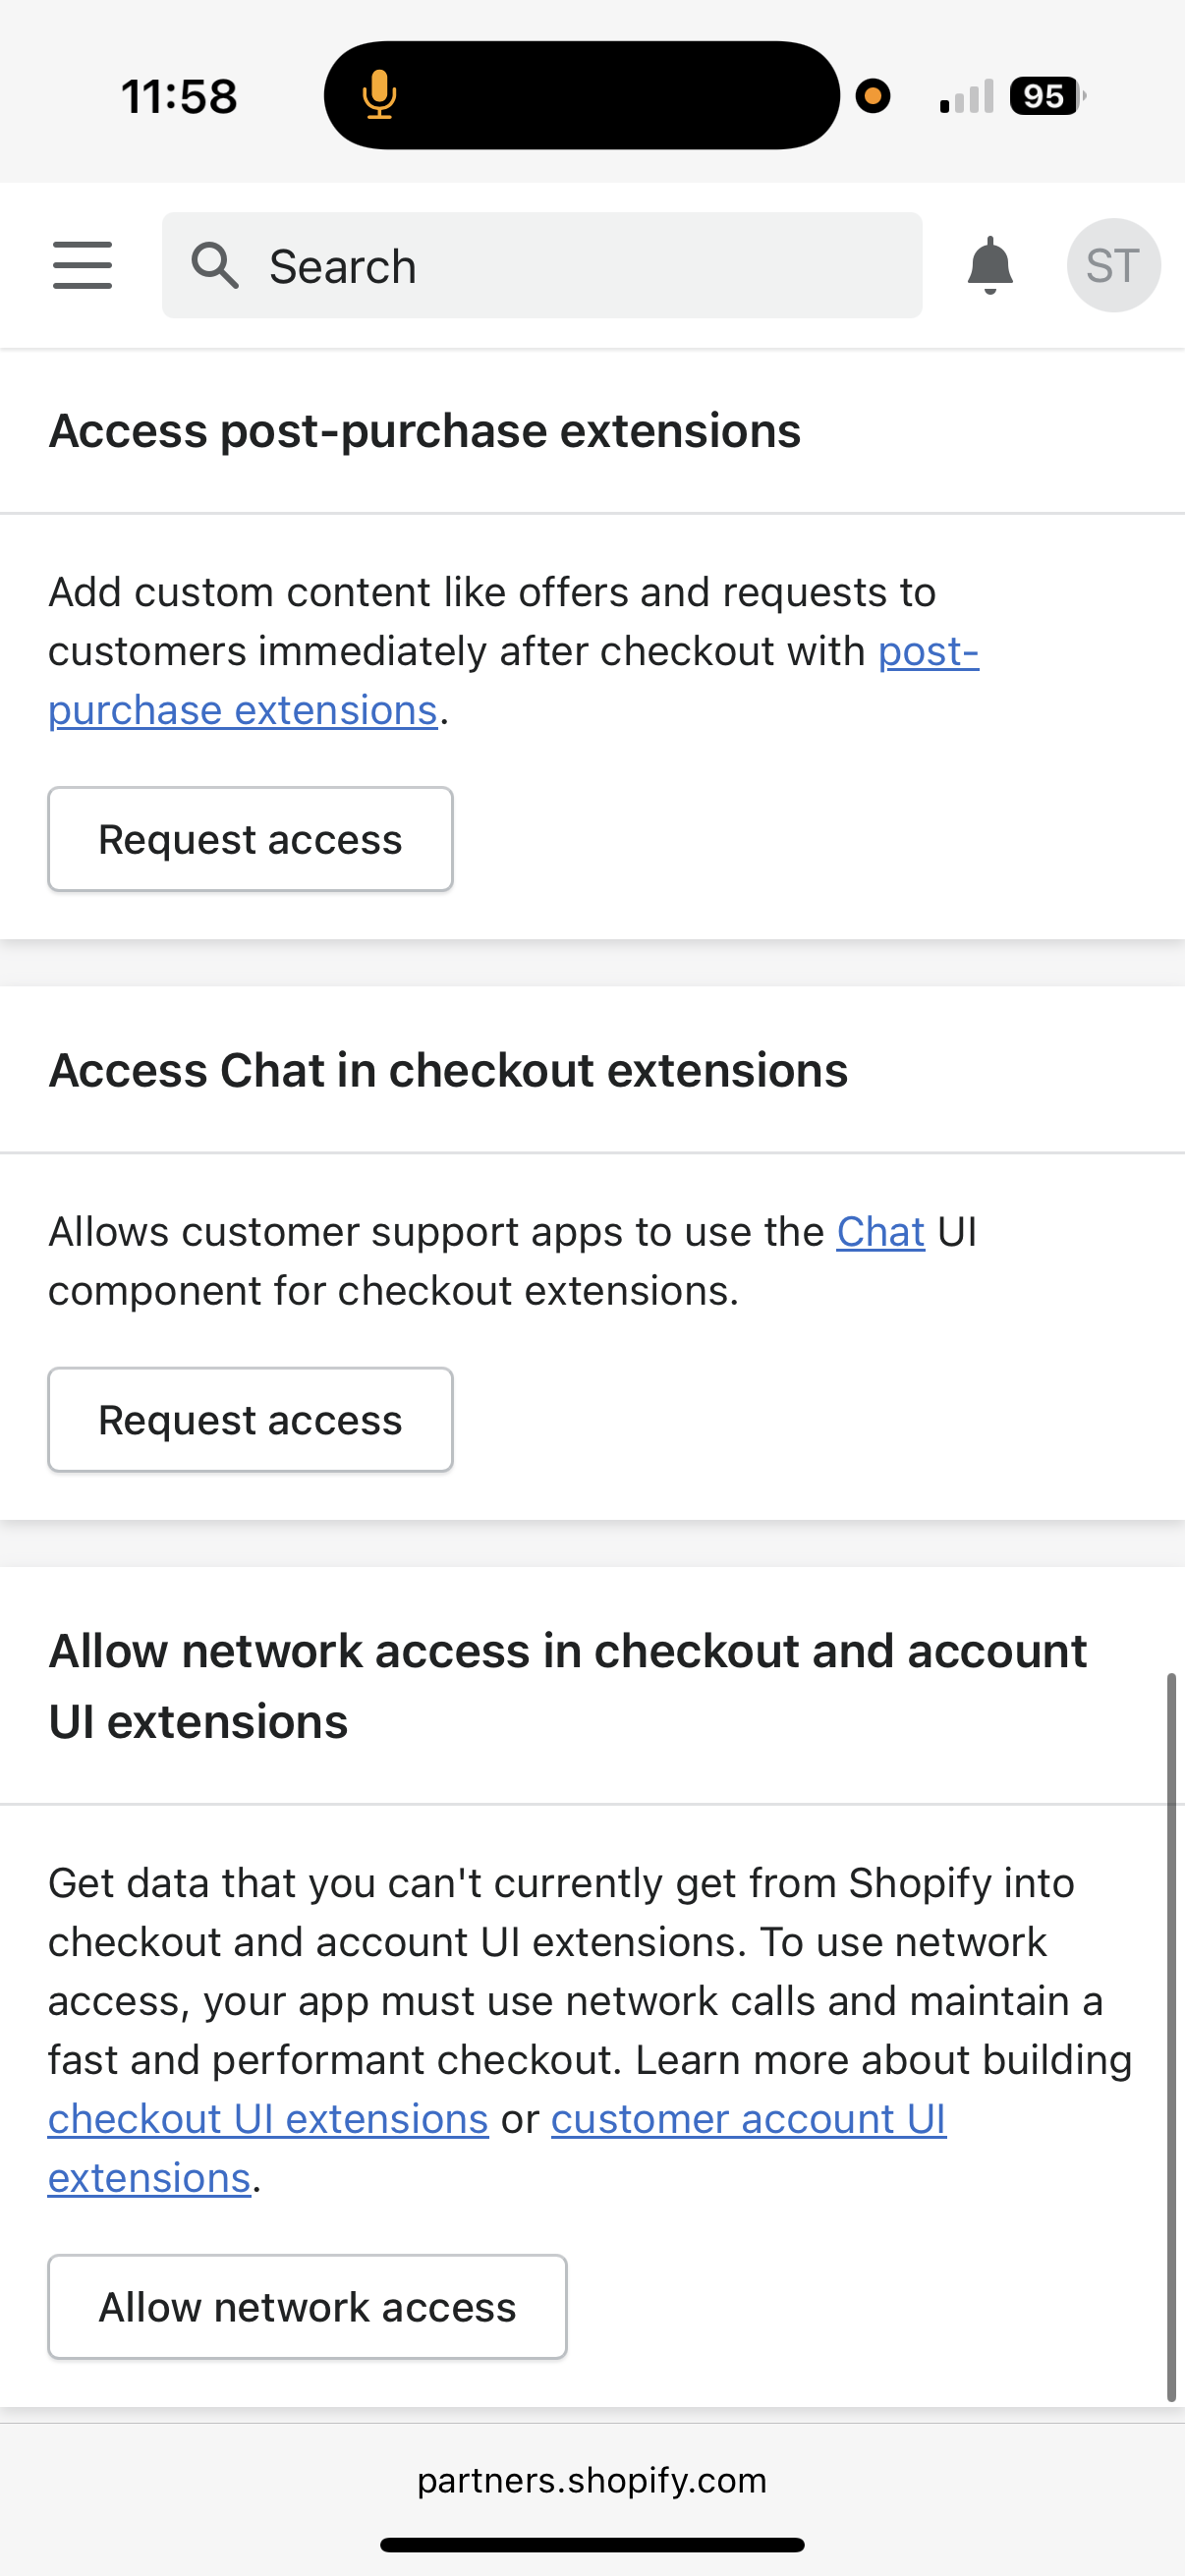 11:58
95
Search
ST
Access post-purchase extensions
Add custom content like offers and requests to
customers immediately after checkout with post-
purchase extensions.
Request access
Access Chat in checkout extensions
Allows customer support apps to use the Chat UI
component for checkout extensions.
Request access
Allow network access in checkout and account
UI extensions
Get data that you can't currently get from Shopify into
checkout and account UI extensions. To use network
access, your app must use network calls and maintain a
fast and performant checkout. Learn more about building
checkout UI extensions or customer account UI
extensions.
Allow network access
partners.shopify.com